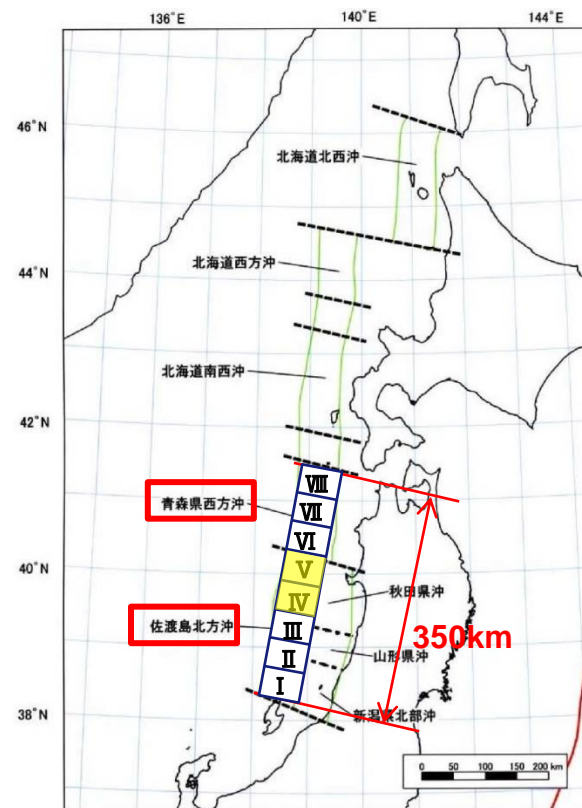 136°E
140°E
144°E
46°N
北海道北西沖
北海道西方沖
44°N
北海道南西沖
42°N
Ⅷ
青森県西方沖
Ⅶ
Ⅵ
40°N
Ⅴ
Ⅳ
秋田県沖
佐渡島北方沖
Ⅲ
350km
Ⅱ
山形県沖
Ⅰ
38°N
新潟県北部沖
0 50 100 150 200 km